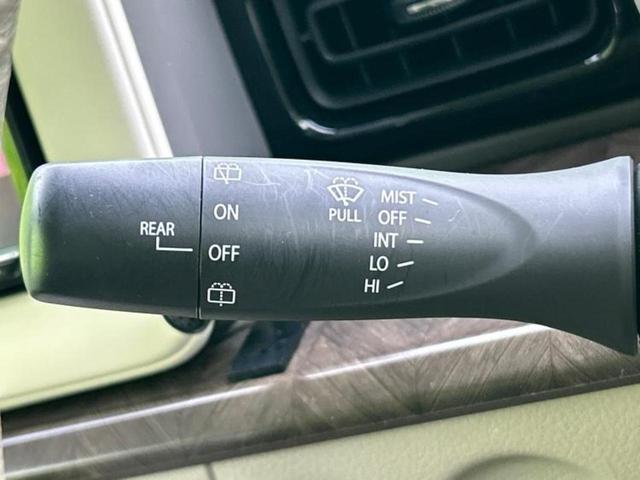 REAR
ON
OFF
PULL
MIST
OFF
INT
LO
HI